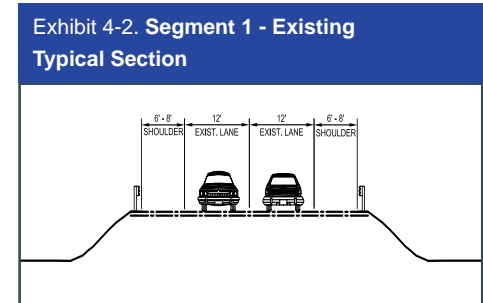 Exhibit 4-2. Segment 1 - Existing
Typical Section
6' - 8' 12' 12' 6' - 8'
SHOULDER EXIST. LANE EXIST. LANE SHOULDER